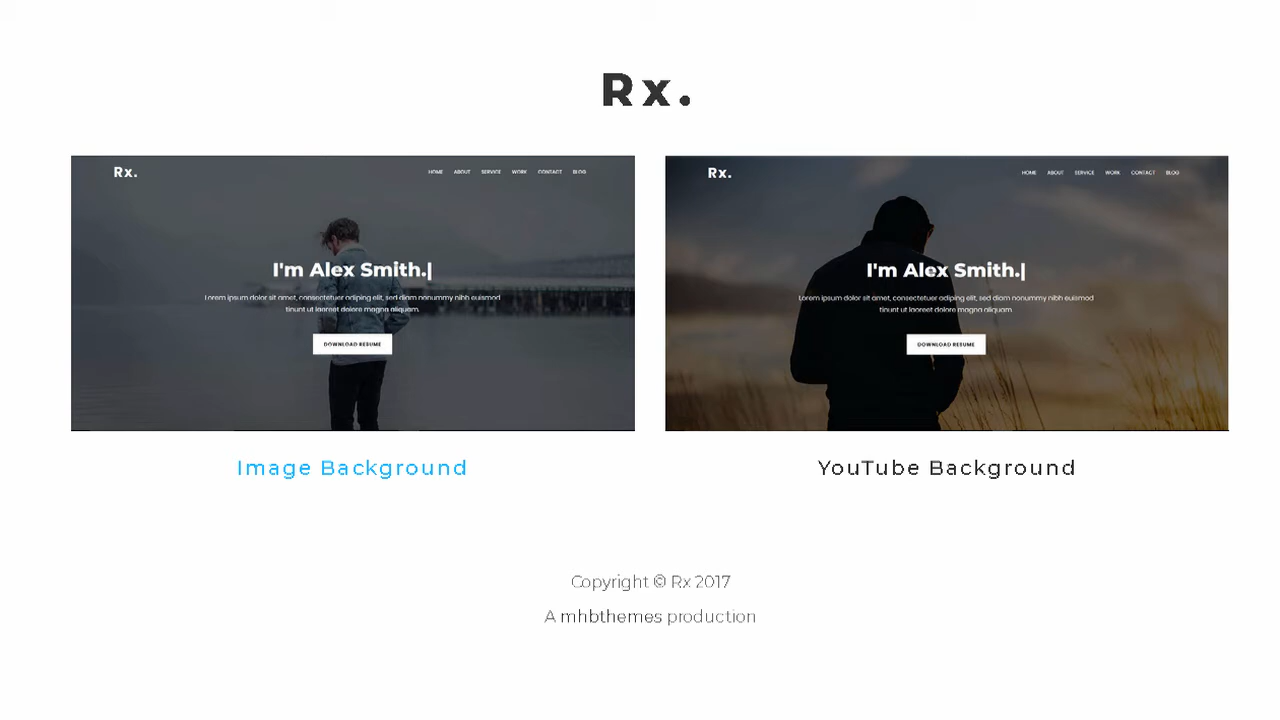 Rx.
Rx.
HOME ABOUT SERVICE WORK CONTACT BLOG
I'm Alex Smith.|
Lorem ipsum dolor sit amet, consectetuer adiping elit, sed diam nonummy nibh euismod
tinunt ut laoreet dolore magna aliquam.
DOWNLOAD RESUME
Image Background
Rx.
HOME ABOUT SERVICE WORK CONTACT BLOG
I'm Alex Smith.|
Lorem ipsum dolor sit amet, consectetuer adiping elit, sed diam nonummy nibh euismod
tinunt ut laoreet dolore magna aliquam.
DOWNLOAD RESUME
YouTube Background
Copyright © Rx 2017
A mhbthemes production